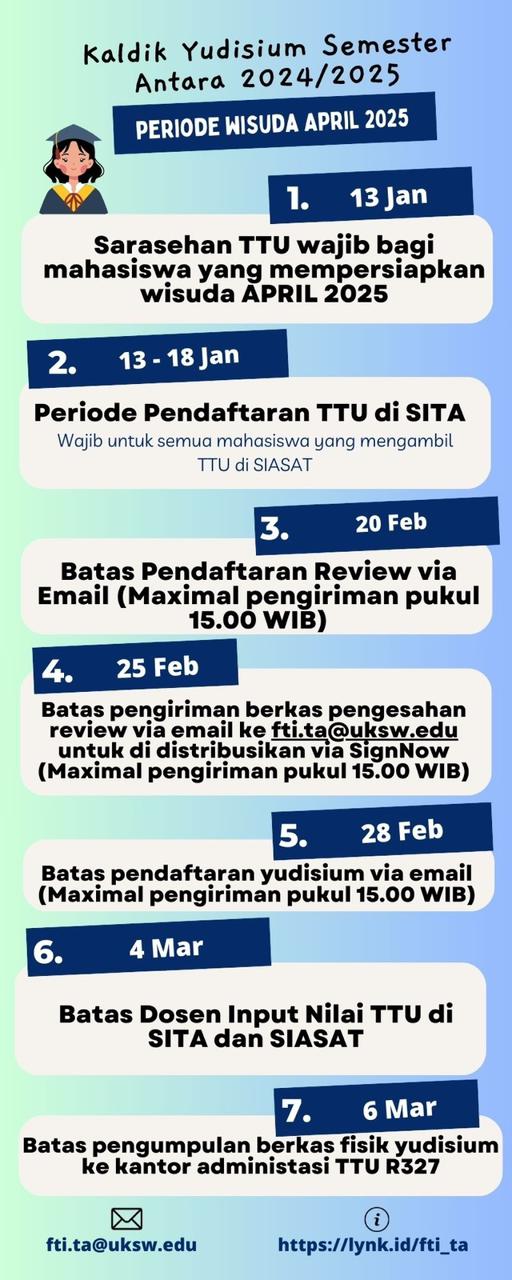 Kaldik Yudisium Semester
Antara 2024/2025
PERIODE WISUDA APRIL 2025
1. 13 Jan
Sarasehan TTU wajib bagi
mahasiswa yang mempersiapkan
wisuda APRIL 2025
2. 13 - 18 Jan
Periode Pendaftaran TTU di SITA
Wajib untuk semua mahasiswa yang mengambil
TTU di SIASAT
3. 20 Feb
Batas Pendaftaran Review via
Email (Maximal pengiriman pukul
15.00 WIB)
4. 25 Feb
Batas pengiriman berkas pengesahan
review via email ke fti.ta@uksw.edu
untuk di distribusikan via SignNow
(Maximal pengiriman pukul 15.00 WIB)
5. 28 Feb
Batas pendaftaran yudisium via email
(Maximal pengiriman pukul 15.00 WIB)
6. 4 Mar
Batas Dosen Input Nilai TTU di
SITA dan SIASAT
7. 6 Mar
Batas pengumpulan berkas fisik yudisium
ke kantor administasi TTU R327
fti.ta@uksw.edu
https://lynk.id/fti_ta